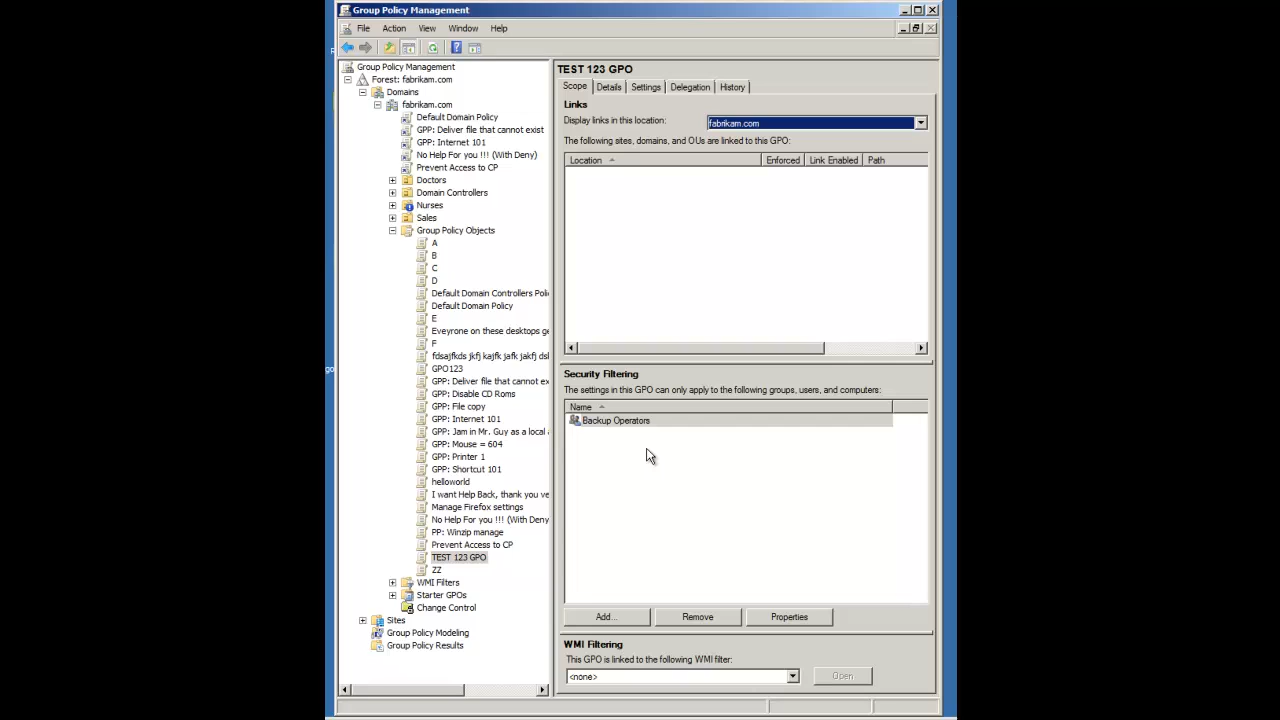 Group Policy Management
File Action View Window Help
Group Policy Management
Forest: fabrikam.com
Domains
fabrikam.com
Default Domain Policy
GPP: Deliver file that cannot exist
GPP: Internet 101
No Help For you !!! (With Deny)
Prevent Access to CP
Doctors
Domain Controllers
Nurses
Sales
Group Policy Objects
A
B
C
D
Default Domain Controllers Poli
Default Domain Policy
E
Eveyrone on these desktops ge
F
fdsajfkds jkfj kajfk jafk jakfj dsl
GPO123
GPP: Deliver file that cannot ex
GPP: Disable CD Roms
GPP: File copy
GPP: Internet 101
GPP: Jam in Mr. Guy as a local a
GPP: Mouse = 604
GPP: Printer 1
GPP: Shortcut 101
helloworld
I want Help Back, thank you ve
Manage Firefox settings
No Help For you !!! (With Deny
PP: Winzip manage
Prevent Access to CP
TEST 123 GPO
ZZ
WMI Filters
Starter GPOs
Change Control
Sites
Group Policy Modeling
Group Policy Results
TEST 123 GPO
Scope Details Settings Delegation History
Links
Display links in this location: fabrikam.com
The following sites, domains, and OUs are linked to this GPO:
Location Enforced Link Enabled Path
Security Filtering
The settings in this GPO can only apply to the following groups, users, and computers:
Name
Backup Operators
Add... Remove Properties
WMI Filtering
This GPO is linked to the following WMI filter:
<none> Open